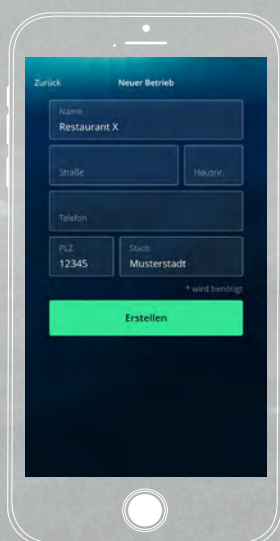 Zurück Neuer Betrieb
Name
Restaurant X
Straße Hausnr.
Telefon
PLZ Stadt
12345 Musterstadt
* wird benötigt
Erstellen